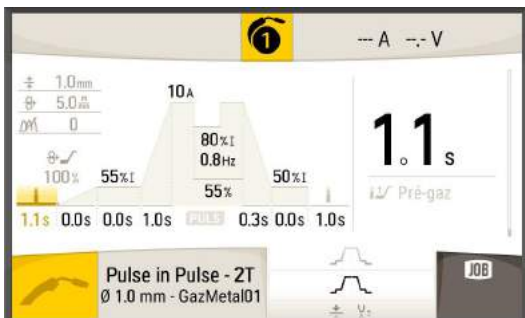 1
--- A --.- V
1.0 mm
5.0 m/m
0
100%
55%I
10A
80%I
0.8Hz
55%
50%I
1.1s 0.0s 0.0s 1.0s PULS 0.3s 0.0s 1.0s
1.1 s
Pré-gaz
Pulse in Pulse - 2T
Ø 1.0 mm - GazMetal01
JOB